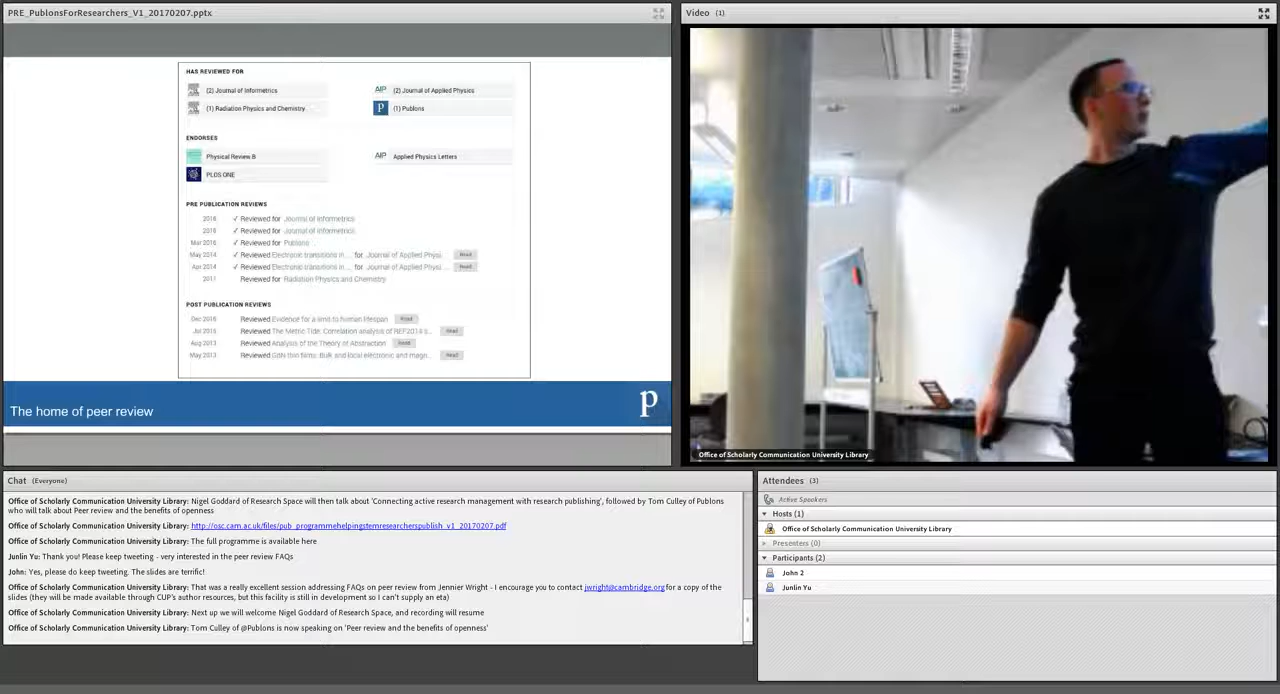 PRE_PublonsForResearchers_V1_20170207.pptx
HAS REVIEWED FOR
(2) Journal of Informetrics
AIP (2) Journal of Applied Physics
(1) Radiation Physics and Chemistry
p (1) Publons
ENDORSES
Physical Review B
AIP Applied Physics Letters
PLOS ONE
PRE PUBLICATION REVIEWS
2016 ✓ Reviewed for Journal of Informetrics
2016 ✓ Reviewed for Journal of Informetrics
Mar 2016 ✓ Reviewed for Publons
May 2014 ✓ Reviewed Electronic transitions in... for Journal of Applied Physi... Read
Apr 2014 ✓ Reviewed Electronic transitions in... for Journal of Applied Physi... Read
2011 Reviewed for Radiation Physics and Chemistry
POST PUBLICATION REVIEWS
Dec 2016 Reviewed Evidence for a limit to human lifespan Read
Jul 2015 Reviewed The Metric Tide: Correlation analysis of REF2014 s... Read
Aug 2013 Reviewed Analysis of the Theory of Abstraction Read
May 2013 Reviewed GdN thin films: Bulk and local electronic and magn... Read
The home of peer review
p
Video (1)
Office of Scholarly Communication University Library
Chat (Everyone)
Office of Scholarly Communication University Library: Nigel Goddard of Research Space will then talk about 'Connecting active research management with research publishing', followed by Tom Culley of Publons
who will talk about Peer review and the benefits of openness
Office of Scholarly Communication University Library: http://osc.cam.ac.uk/files/pub_programmehelpingstemresearcherspublish_v1_20170207.pdf
Office of Scholarly Communication University Library: The full programme is available here
Junlin Yu: Thank you! Please keep tweeting - very interested in the peer review FAQs
John: Yes, please do keep tweeting. The slides are terrific!
Office of Scholarly Communication University Library: That was a really excellent session addressing FAQs on peer review from Jennier Wright - I encourage you to contact jwright@cambridge.org for a copy of the
slides (they will be made available through CUP's author resources, but this facility is still in development so I can't supply an eta)
Office of Scholarly Communication University Library: Next up we will welcome Nigel Goddard of Research Space, and recording will resume
Office of Scholarly Communication University Library: Tom Culley of @Publons is now speaking on 'Peer review and the benefits of openness'
Attendees (3)
Active Speakers
Hosts (1)
Office of Scholarly Communication University Library
Presenters (0)
Participants (2)
John 2
Junlin Yu